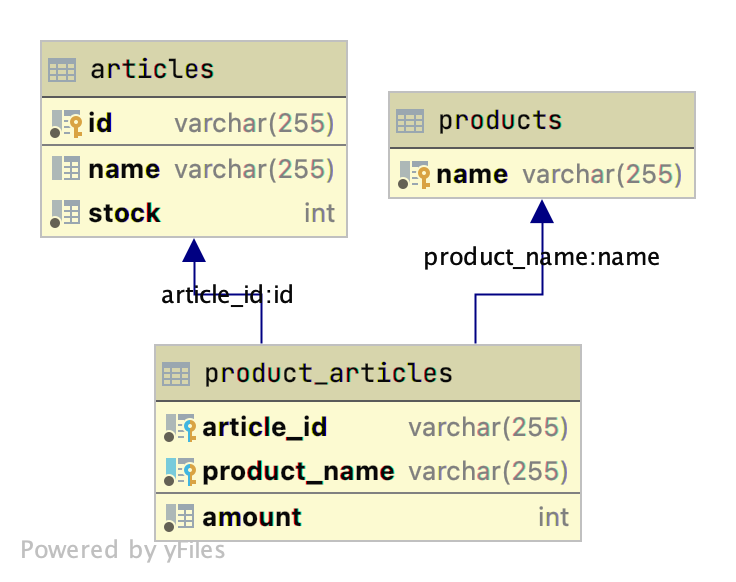 articles
id varchar(255)
name varchar(255)
stock int
products
name varchar(255)
product_name:name
article_id:id
product_articles
article_id varchar(255)
product_name varchar(255)
amount int
Powered by yFiles